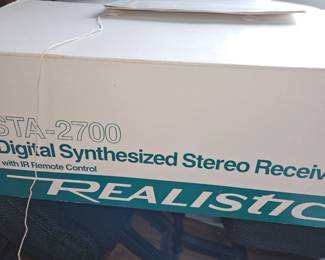 STA-2700
Digital Synthesized Stereo Receiv
with IR Remote Control
REALISTIC